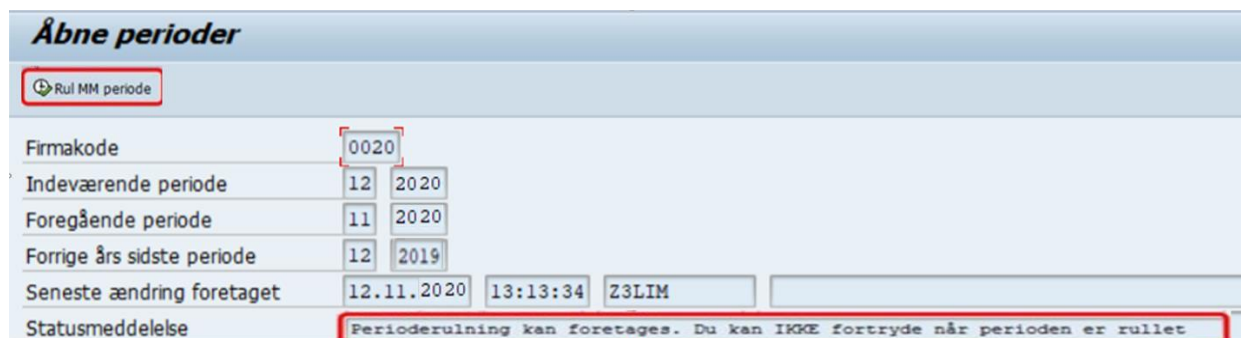 Åbne perioder
Rul MM periode
Firmakode 0020
Indeværende periode 12 2020
Foregående periode 11 2020
Forrige års sidste periode 12 2019
Seneste ændring foretaget 12.11.2020 13:13:34 Z3LIM
Statusmeddelelse Perioderulning kan foretages. Du kan IKKE fortryde når perioden er rullet